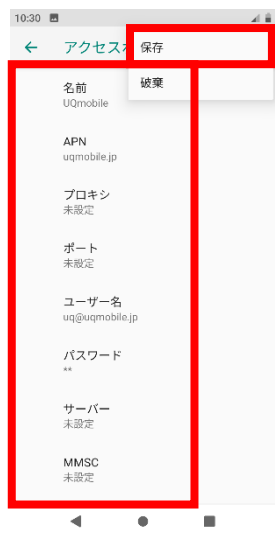 10:30
アクセス
保存
破棄
名前
UQmobile
APN
uqmobile.jp
プロキシ
未設定
ポート
未設定
ユーザー名
uq@uqmobile.jp
パスワード
**
サーバー
未設定
MMSC
未設定